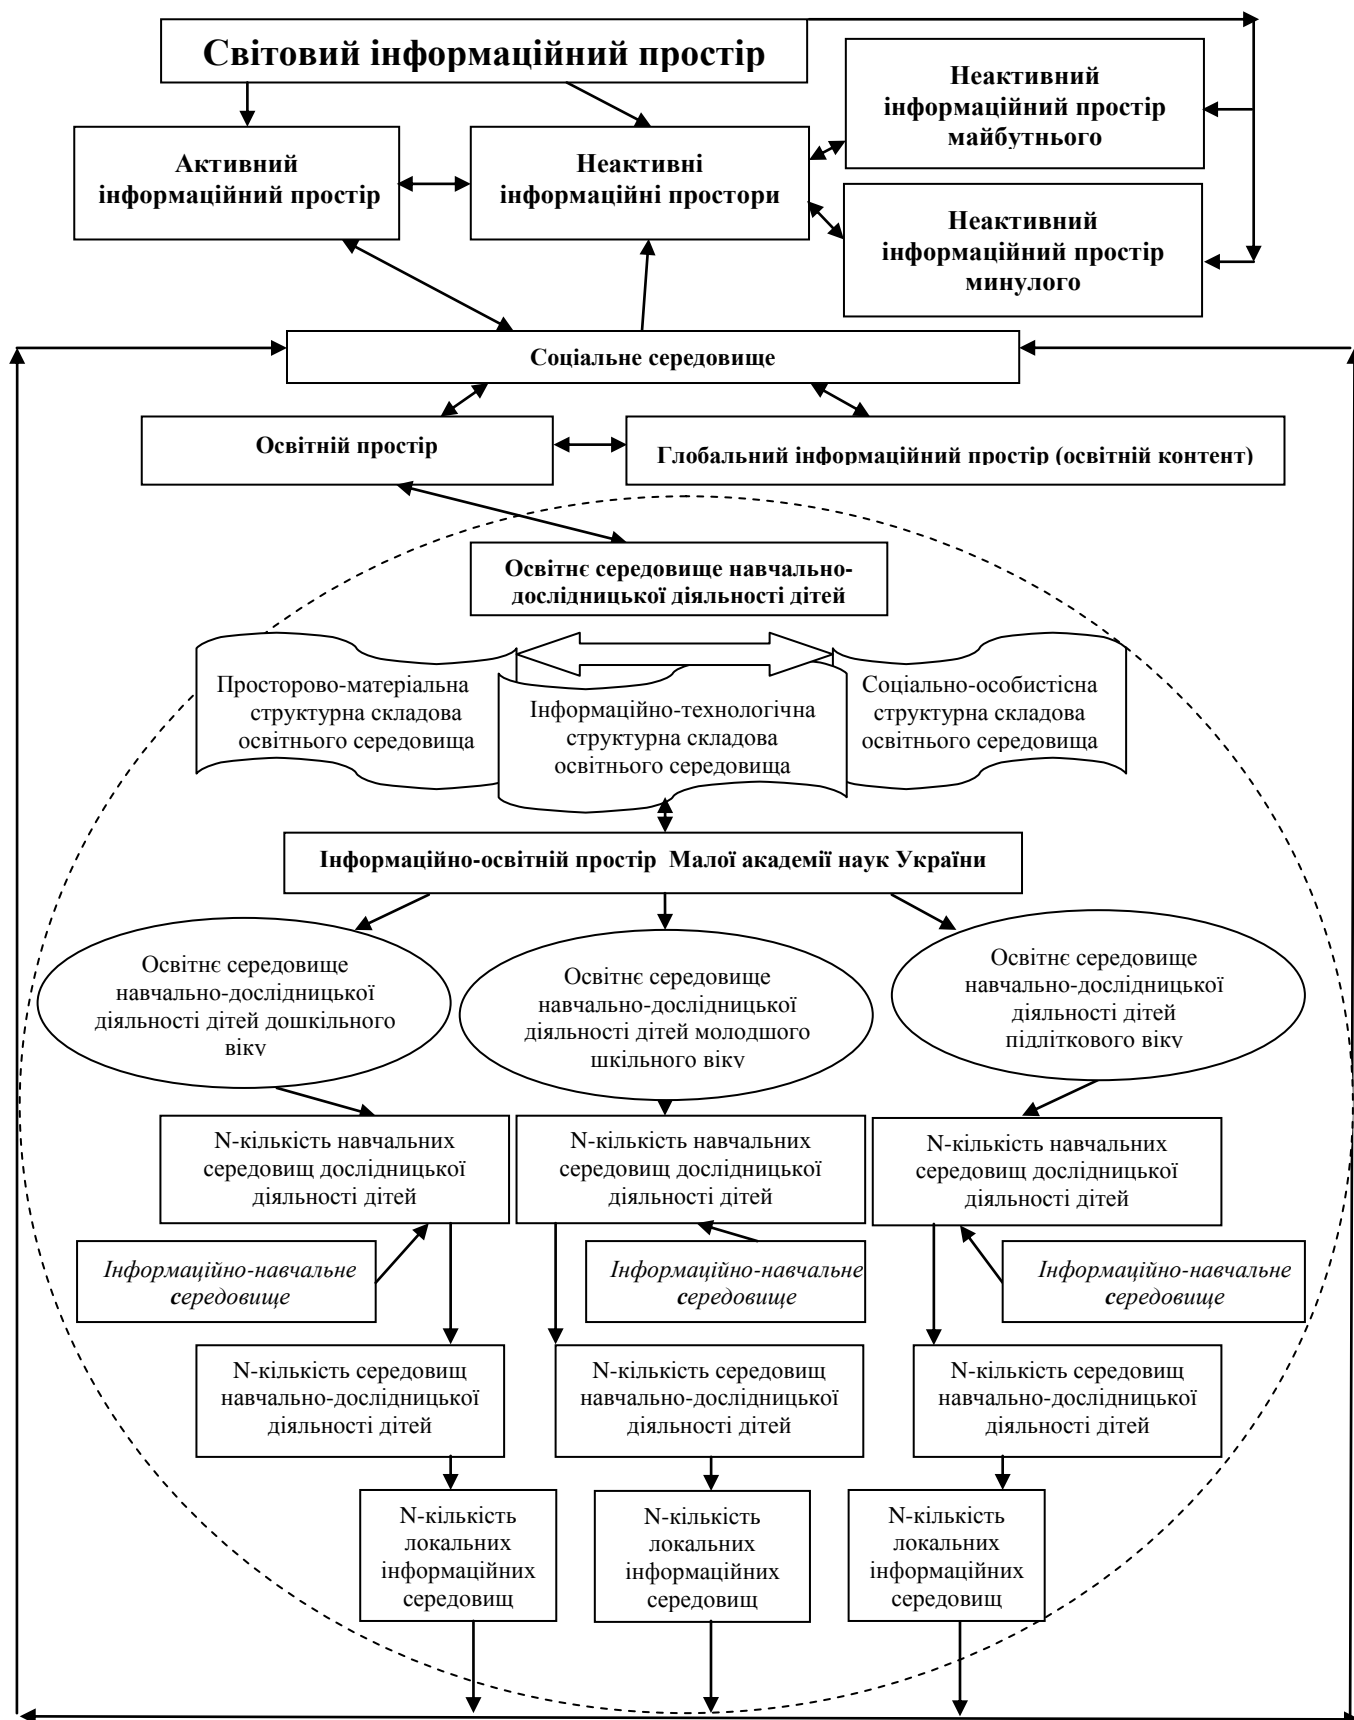 Світовий інформаційний простір
Неактивний
інформаційний простір
майбутнього
Активний
інформаційний простір
Неактивні
інформаційні простори
Неактивний
інформаційний простір
минулого
Соціальне середовище
Освітній простір
Глобальний інформаційний простір (освітній контент)
Освітнє середовище навчально-
дослідницької діяльності дітей
Просторово-матеріальна
структурна складова
освітнього середовища
Інформаційно-технологічна
структурна складова
освітнього середовища
Соціально-особистісна
структурна складова
освітнього середовища
Інформаційно-освітній простір Малої академії наук України
Освітнє середовище
навчально-дослідницької
діяльності дітей дошкільного
віку
Освітнє середовище
навчально-дослідницької
діяльності дітей молодшого
шкільного віку
Освітнє середовище
навчально-дослідницької
діяльності дітей
підліткового віку
N-кількість навчальних
середовищ дослідницької
діяльності дітей
N-кількість навчальних
середовищ дослідницької
діяльності дітей
N-кількість навчальних
середовищ дослідницької
діяльності дітей
Інформаційно-навчальне
середовище
Інформаційно-навчальне
середовище
Інформаційно-навчальне
середовище
N-кількість середовищ
навчально-дослідницької
діяльності дітей
N-кількість середовищ
навчально-дослідницької
діяльності дітей
N-кількість середовищ
навчально-дослідницької
діяльності дітей
N-кількість
локальних
інформаційних
середовищ
N-кількість
локальних
інформаційних
середовищ
N-кількість
локальних
інформаційних
середовищ